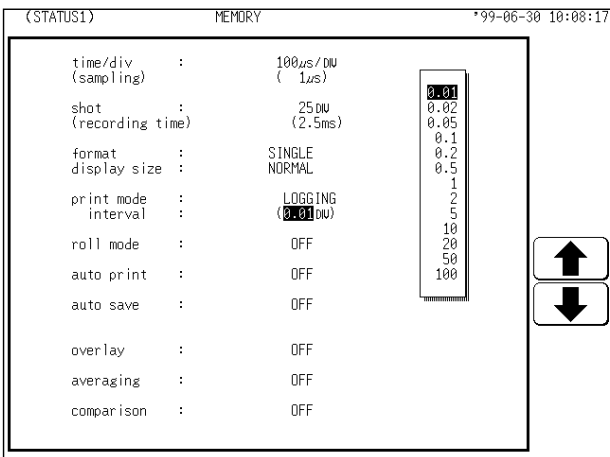 (STATUS1) MEMORY '99-06-30 10:08:17
time/div : 100µs/DIV
(sampling) ( 1µs)
shot : 25DIV
(recording time) (2.5ms)
format : SINGLE
display size : NORMAL
print mode : LOGGING
interval : (0.01DIV)
roll mode : OFF
auto print : OFF
auto save : OFF
overlay : OFF
averaging : OFF
comparison : OFF
0.01
0.02
0.05
0.1
0.2
0.5
1
2
5
10
20
50
100